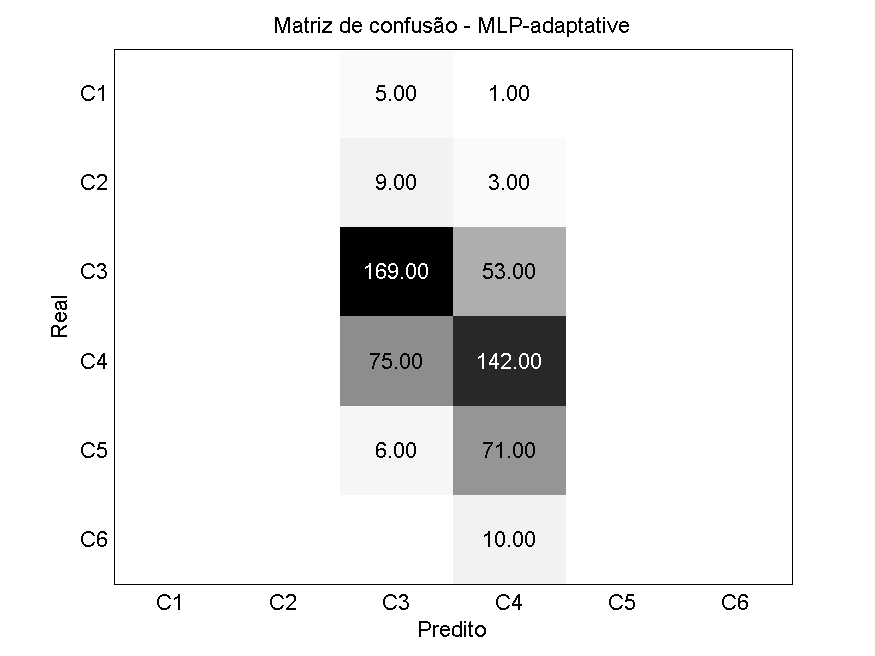 Matriz de confusão - MLP-adaptative
C1 5.00 1.00
C2 9.00 3.00
C3 169.00 53.00
Real
C4 75.00 142.00
C5 6.00 71.00
C6 10.00
C1 C2 C3 C4 C5 C6
Predito